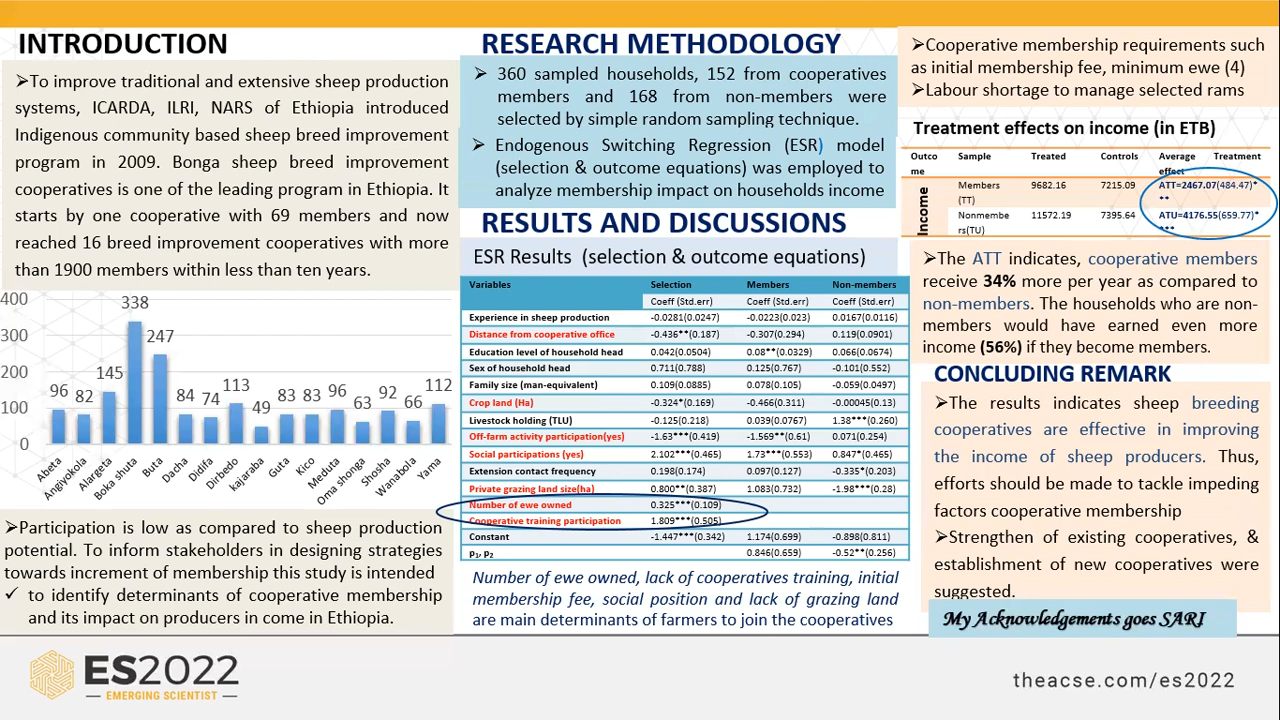 INTRODUCTION
➢To improve traditional and extensive sheep production
systems, ICARDA, ILRI, NARS of Ethiopia introduced
Indigenous community based sheep breed improvement
program in 2009. Bonga sheep breed improvement
cooperatives is one of the leading program in Ethiopia. It
starts by one cooperative with 69 members and now
reached 16 breed improvement cooperatives with more
than 1900 members within less than ten years.
400
300
200
100
0
96 82 145 338 247 84 74 113 49 83 83 96 63 92 66 112
Abeta Angiyokola Alargeta Boka shuta Buta Dacha Didifa Dirbedo kajaraba Guta Kico Meduta Oma shonga Shosha Wanabola Yama
➢Participation is low as compared to sheep production
potential. To inform stakeholders in designing strategies
towards increment of membership this study is intended
✓ to identify determinants of cooperative membership
and its impact on producers in come in Ethiopia.
RESEARCH METHODOLOGY
➢ 360 sampled households, 152 from cooperatives
members and 168 from non-members were
selected by simple random sampling technique.
➢ Endogenous Switching Regression (ESR) model
(selection & outcome equations) was employed to
analyze membership impact on households income
RESULTS AND DISCUSSIONS
ESR Results (selection & outcome equations)
Variables Selection Members Non-members
Coeff (Std.err) Coeff (Std.err) Coeff (Std.err)
Experience in sheep production -0.0281(0.0247) -0.0223(0.023) 0.0167(0.0116)
Distance from cooperative office -0.436**(0.187) -0.307(0.294) 0.119(0.0901)
Education level of household head 0.042(0.0504) 0.08**(0.0329) 0.066(0.0674)
Sex of household head 0.711(0.788) 0.125(0.767) -0.101(0.552)
Family size (man-equivalent) 0.109(0.0885) 0.078(0.105) -0.059(0.0497)
Crop land (Ha) -0.324*(0.169) -0.466(0.311) -0.00045(0.13)
Livestock holding (TLU) -0.125(0.218) 0.039(0.0767) 1.38***(0.260)
Off-farm activity participation(yes) -1.63***(0.419) -1.569**(0.61) 0.071(0.254)
Social participations (yes) 2.102***(0.465) 1.73***(0.553) 0.847*(0.465)
Extension contact frequency 0.198(0.174) 0.097(0.127) -0.335*(0.203)
Private grazing land size(ha) 0.800**(0.387) 1.083(0.732) -1.98***(0.28)
Number of ewe owned 0.325***(0.109)
Cooperative training participation 1.809***(0.505)
Constant -1.447***(0.342) 1.174(0.699) -0.898(0.811)
ρ₁, ρ₂ 0.846(0.659) -0.52**(0.256)
Number of ewe owned, lack of cooperatives training, initial
membership fee, social position and lack of grazing land
are main determinants of farmers to join the cooperatives
➢Cooperative membership requirements such
as initial membership fee, minimum ewe (4)
➢Labour shortage to manage selected rams
Treatment effects on income (in ETB)
Outco Sample Treated Controls Average Treatment
me effect
Income
Members 9682.16 7215.09 ATT=2467.07(484.47)*
(TT) **
Nonmembe 11572.19 7395.64 ATU=4176.55(659.77)*
rs(TU) ***
➢The ATT indicates, cooperative members
receive 34% more per year as compared to
non-members. The households who are non-
members would have earned even more
income (56%) if they become members.
CONCLUDING REMARK
➢The results indicates sheep breeding
cooperatives are effective in improving
the income of sheep producers. Thus,
efforts should be made to tackle impeding
factors cooperative membership
➢Strengthen of existing cooperatives, &
establishment of new cooperatives were
suggested.
My Acknowledgements goes SARI
ES2022
EMERGING SCIENTIST
theacse.com/es2022